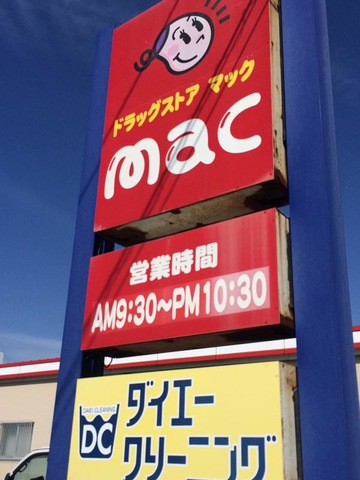 ドラッグストア マック
mac
営業時間
AM9:30〜PM10:30
DAIEI CLEANING
DC
ダイエー
クリーニング